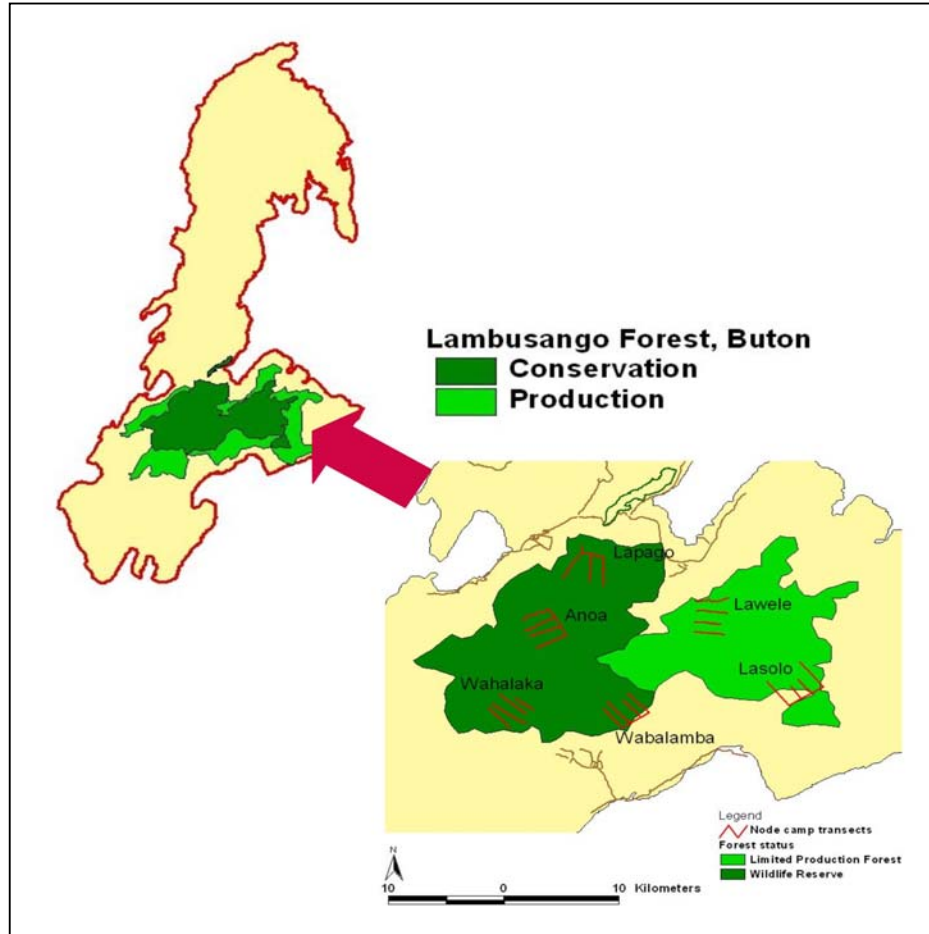 Lambusango Forest, Buton
Conservation
Production
Lapago
Anoa
Lawele
Lasolo
Wahalaka
Wabalamba
Legend
Node camp transects
Forest status
Limited Production Forest
Wildlife Reserve
N
10 0 10 Kilometers